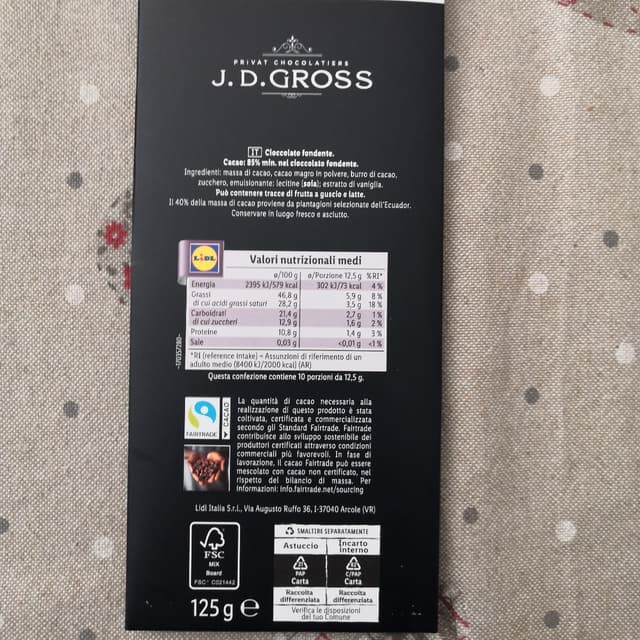 PRIVAT CHOCOLATIERS
J. D. GROSS
IT Cioccolato fondente.
Cacao: 85% min. nel cioccolato fondente.
Ingredienti: massa di cacao, cacao magro in polvere, burro di cacao,
zucchero, emulsionante: lecitine (soia); estratto di vaniglia.
Può contenere tracce di frutta a guscio e latte.
Il 40% della massa di cacao proviene da plantagioni selezionate dell'Ecuador.
Conservare in luogo fresco e asciutto.
LIDL
Valori nutrizionali medi
ø/100 g ø/Porzione 12,5 g %RI*
Energia 2395 kJ/579 kcal 302 kJ/73 kcal 4 %
Grassi 46,8 g 5,9 g 8 %
di cui acidi grassi saturi 28,2 g 3,5 g 18 %
Carboidrati 21,4 g 2,7 g 1 %
di cui zuccheri 12,9 g 1,6 g 2 %
Proteine 10,8 g 1,4 g 3 %
Sale 0,03 g <0,01 g <1 %
*RI (reference intake) = Assunzioni di riferimento di un
adulto medio (8400 kJ/2000 kcal) (AR)
Questa confezione contiene 10 porzioni da 12,5 g.
FAIRTRADE
CACAO
La quantità di cacao necessaria alla
realizzazione di questo prodotto è stata
coltivata, certificata e commercializzata
secondo gli Standard Fairtrade. Fairtrade
contribuisce allo sviluppo sostenibile dei
produttori certificati attraverso condizioni
commerciali più favorevoli. In fase di
lavorazione, il cacao Fairtrade può essere
mescolato con cacao non certificato, nel
rispetto del bilancio di massa. Per
informazioni: info.fairtrade.net/sourcing
Lidl Italia S.r.l., Via Augusto Ruffo 36, I-37040 Arcole (VR)
FSC
MIX
Board
FSC® C021442
125 g e
SMALTIRE SEPARATAMENTE
Astuccio Incarto interno
21
PAP C/PAP
Carta Carta
Raccolta differenziata Raccolta differenziata
Verifica le disposizioni
del tuo Comune